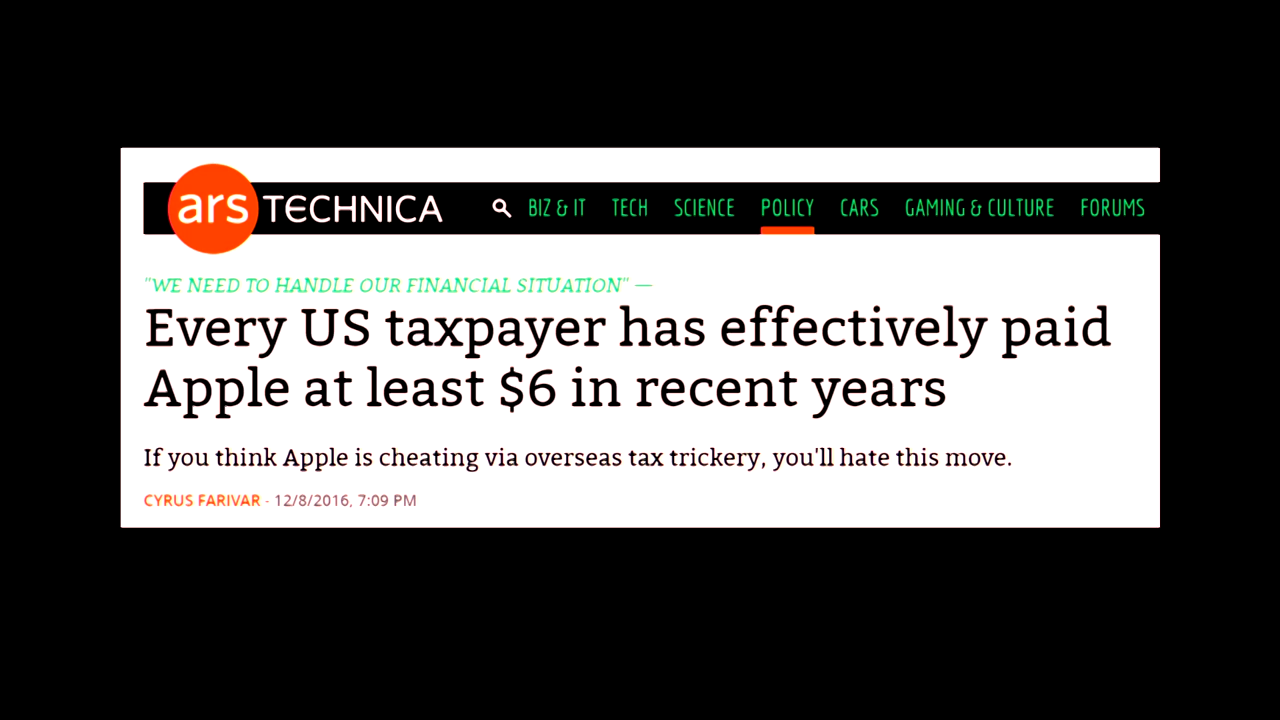 ars TECHNICA BIZ & IT TECH SCIENCE POLICY CARS GAMING & CULTURE FORUMS
"WE NEED TO HANDLE OUR FINANCIAL SITUATION" —
Every US taxpayer has effectively paid
Apple at least $6 in recent years
If you think Apple is cheating via overseas tax trickery, you'll hate this move.
CYRUS FARIVAR - 12/8/2016, 7:09 PM